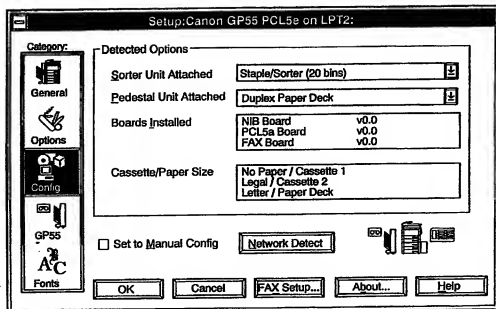 Setup:Canon GP55 PCL5e on LPT2:
Category:
General
Options
Config
GP55
ABC
Fonts
Detected Options
Sorter Unit Attached Staple/Sorter (20 bins)
Pedestal Unit Attached Duplex Paper Deck
Boards Installed
NIB Board v0.0
PCL5a Board v0.0
FAX Board v0.0
Cassette/Paper Size
No Paper / Cassette 1
Legal / Cassette 2
Letter / Paper Deck
Set to Manual Config
Network Detect
OK Cancel FAX Setup... About... Help